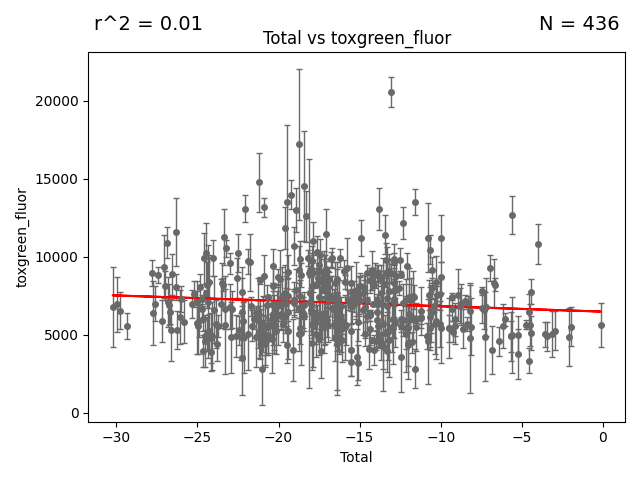 r^2 = 0.01
N = 436
Total vs toxgreen_fluor
20000
15000
10000
5000
0
toxgreen_fluor
−30
−25
−20
−15
−10
−5
0
Total